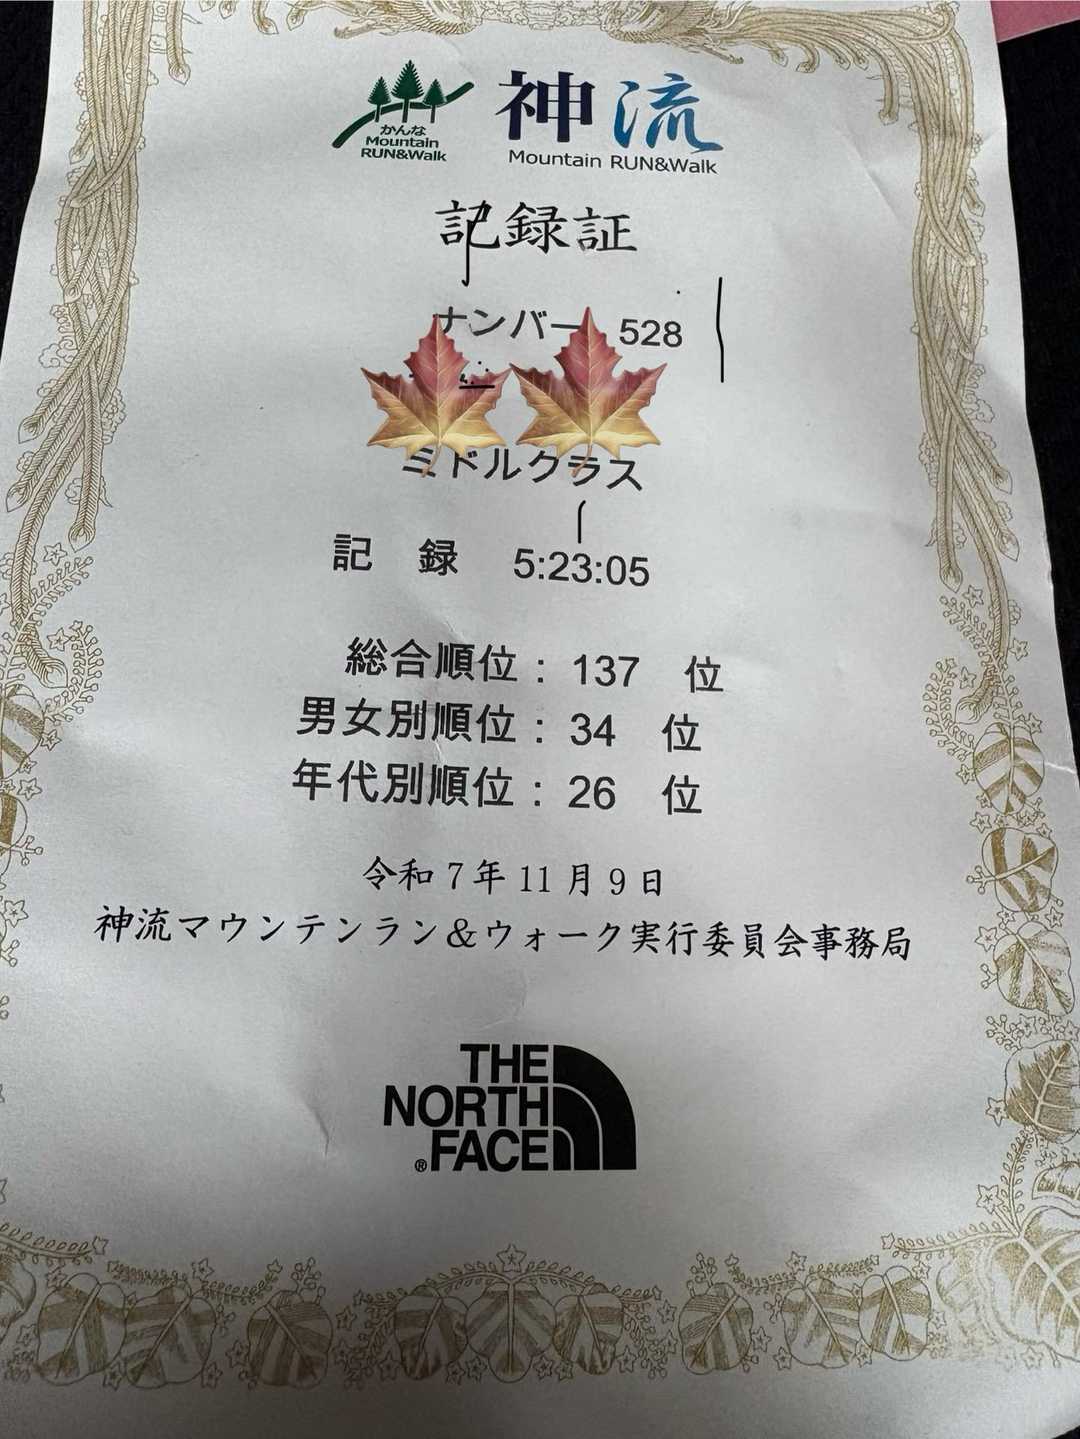 かんな
Mountain
RUN&Walk
神流
Mountain RUN&Walk
記録証
ナンバー 528
ミドルクラス
記 録 5:23:05
総合順位： 137 位
男女別順位： 34 位
年代別順位： 26 位
令和7年11月9日
神流マウンテンラン＆ウォーク実行委員会事務局
THE
NORTH
®FACE